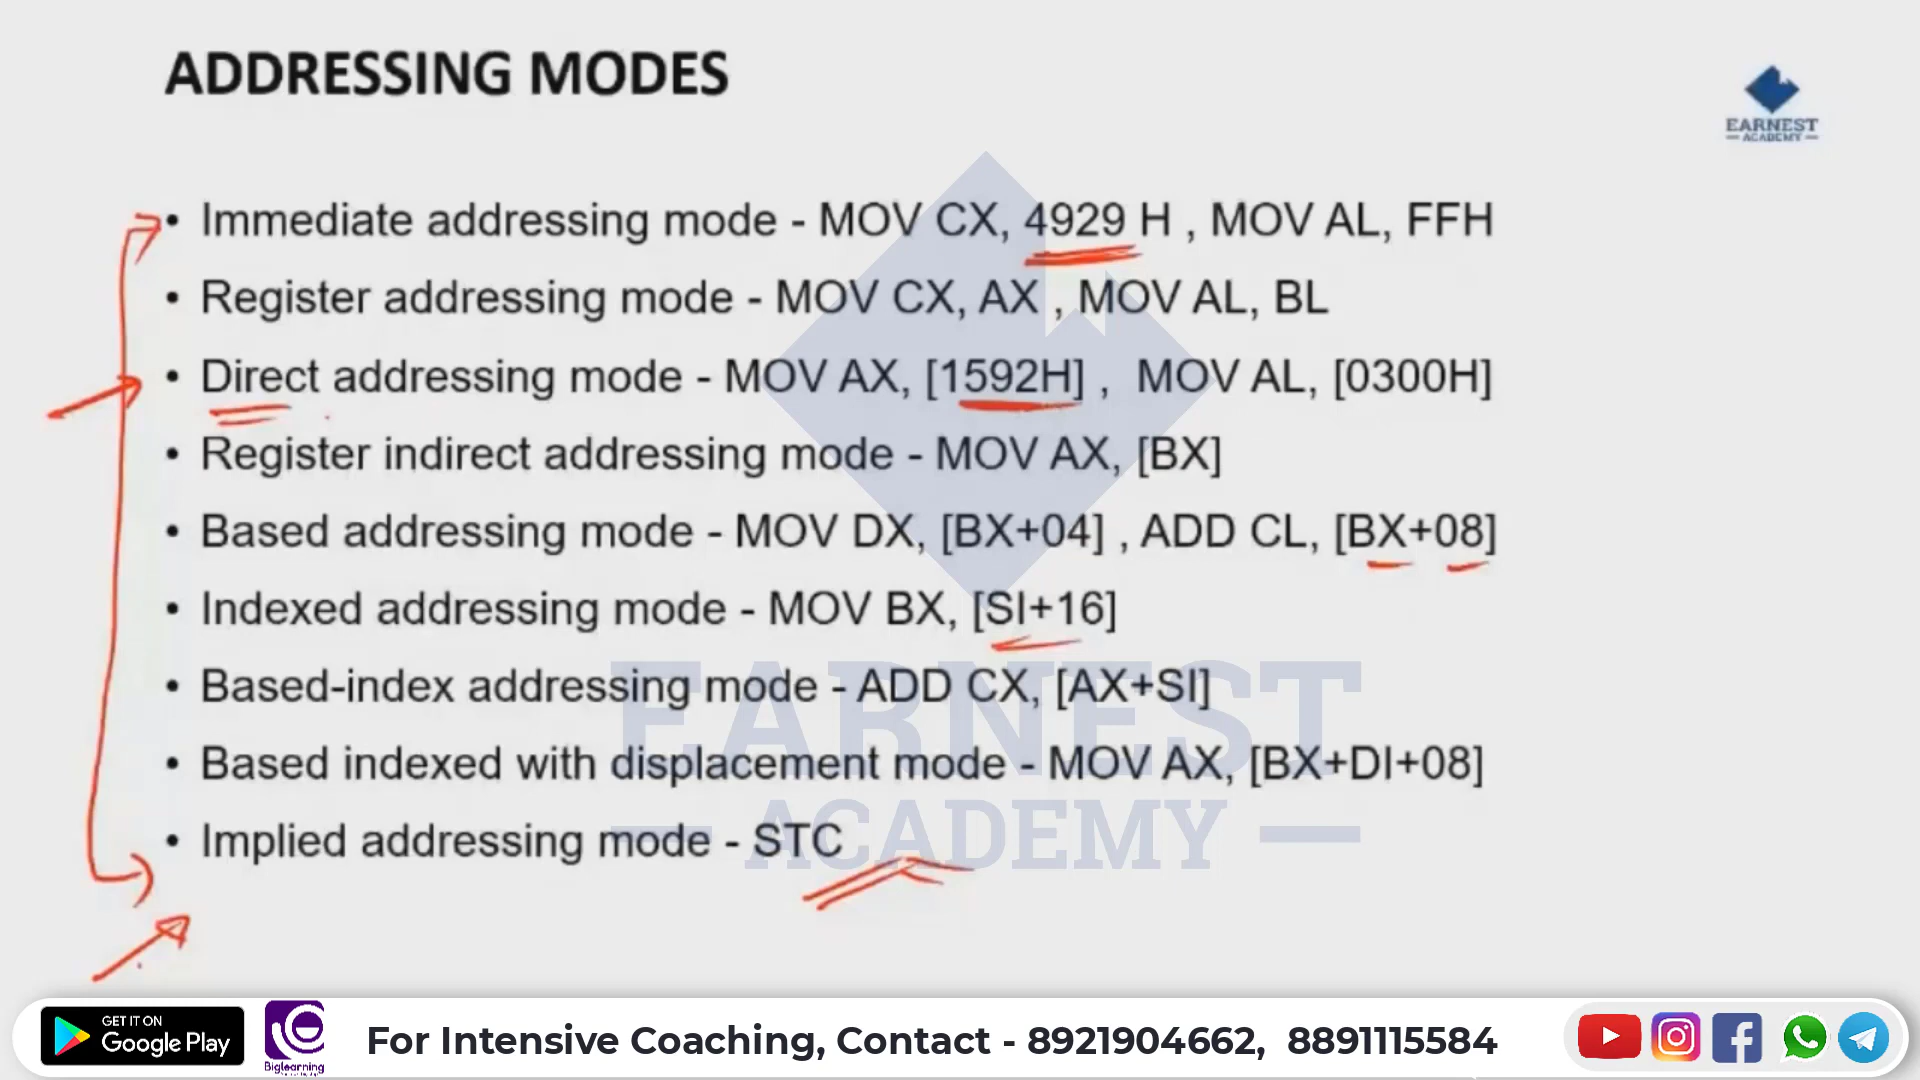 ADDRESSING MODES
EARNEST
ACADEMY
• Immediate addressing mode - MOV CX, 4929 H , MOV AL, FFH
• Register addressing mode - MOV CX, AX , MOV AL, BL
• Direct addressing mode - MOV AX, [1592H] , MOV AL, [0300H]
• Register indirect addressing mode - MOV AX, [BX]
• Based addressing mode - MOV DX, [BX+04] , ADD CL, [BX+08]
• Indexed addressing mode - MOV BX, [SI+16]
• Based-index addressing mode - ADD CX, [AX+SI]
• Based indexed with displacement mode - MOV AX, [BX+DI+08]
• Implied addressing mode - STC
EARNEST
ACADEMY
GET IT ON
Google Play
Biglearning
For Intensive Coaching, Contact - 8921904662, 8891115584